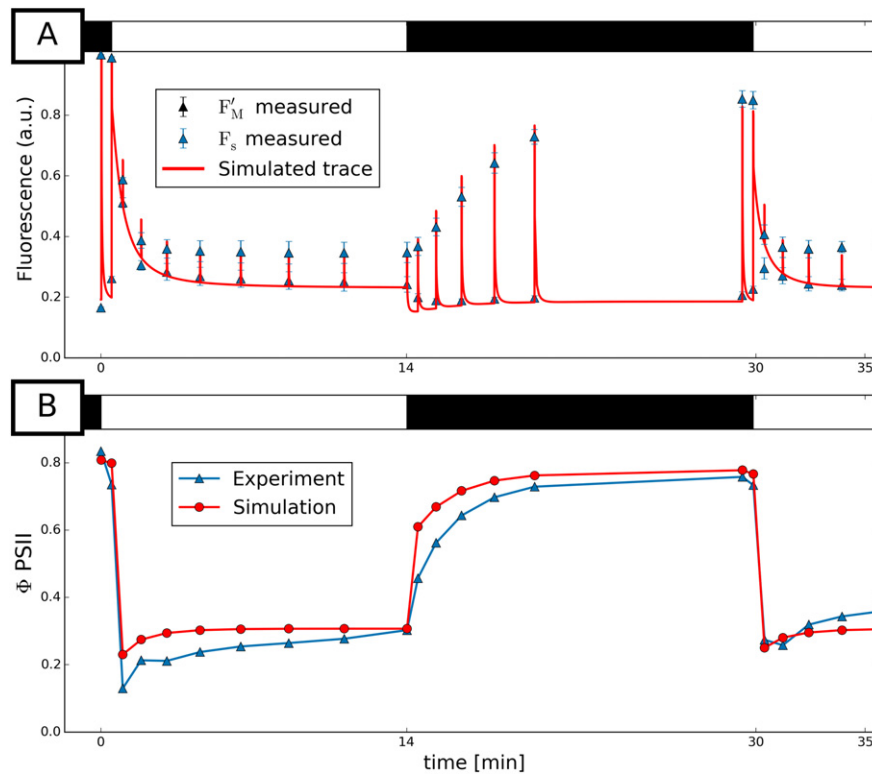 A
Fluorescence (a.u.)
0.8
0.6
0.4
0.2
0.0
F′M measured
Fs measured
Simulated trace
0 14 30 35
B
Φ PSII
0.8
0.6
0.4
0.2
0.0
Experiment
Simulation
0 14 30 35
time [min]